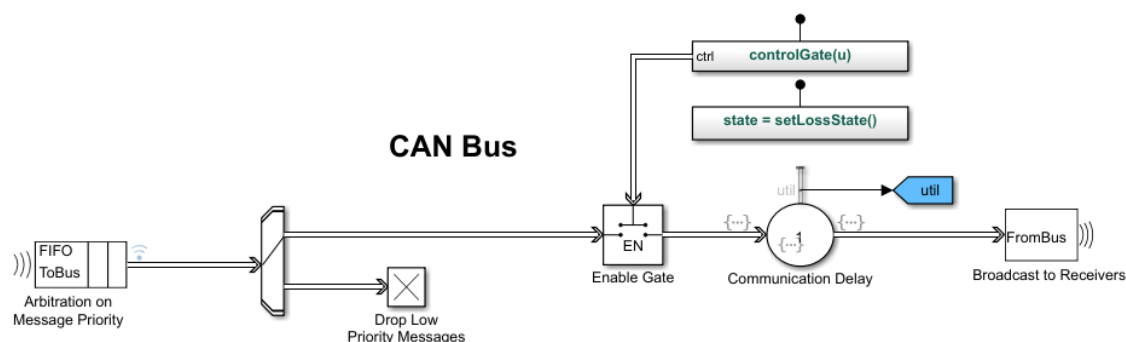 ctrl
controlGate(u)
state = setLossState()
CAN Bus
util
util
{...}
{...}
FIFO
ToBus
EN
1
{...}
FromBus
Enable Gate
Communication Delay
Broadcast to Receivers
Arbitration on
Message Priority
Drop Low
Priority Messages